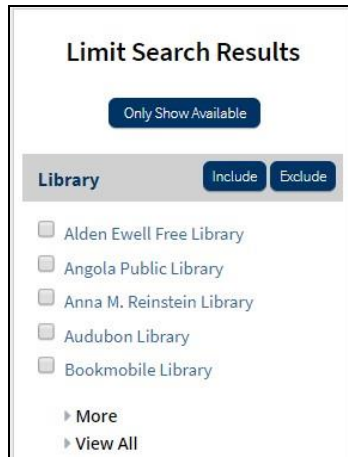 Limit Search Results
Only Show Available
Library Include Exclude
Alden Ewell Free Library
Angola Public Library
Anna M. Reinstein Library
Audubon Library
Bookmobile Library
More
View All